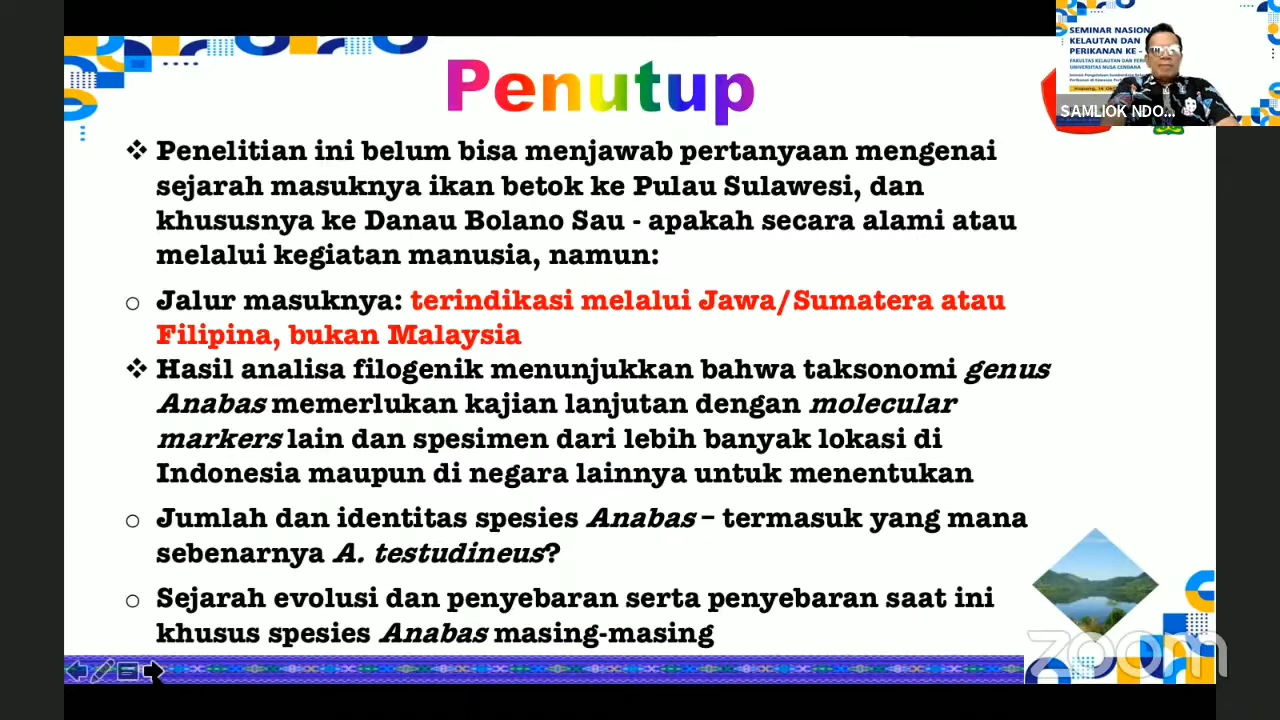 Penutup
❖ Penelitian ini belum bisa menjawab pertanyaan mengenai
sejarah masuknya ikan betok ke Pulau Sulawesi, dan
khususnya ke Danau Bolano Sau - apakah secara alami atau
melalui kegiatan manusia, namun:
o Jalur masuknya: terindikasi melalui Jawa/Sumatera atau
Filipina, bukan Malaysia
❖ Hasil analisa filogenik menunjukkan bahwa taksonomi genus
Anabas memerlukan kajian lanjutan dengan molecular
markers lain dan spesimen dari lebih banyak lokasi di
Indonesia maupun di negara lainnya untuk menentukan
o Jumlah dan identitas spesies Anabas – termasuk yang mana
sebenarnya A. testudineus?
o Sejarah evolusi dan penyebaran serta penyebaran saat ini
khusus spesies Anabas masing-masing
SEMINAR NASION
KELAUTAN DAN
PERIKANAN KE -
FAKULTAS KELAUTAN DAN PERI
UNIVERSITAS NUSA CENDANA
SAMLIOK NDO...
zoom